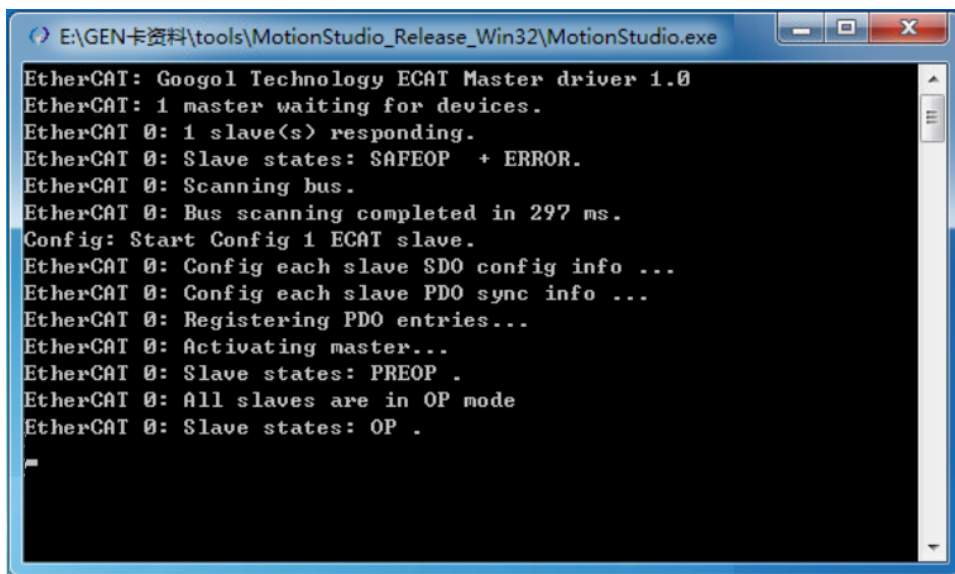 E:\GEN卡资料\tools\MotionStudio_Release_Win32\MotionStudio.exe
EtherCAT: Googol Technology ECAT Master driver 1.0
EtherCAT: 1 master waiting for devices.
EtherCAT 0: 1 slave(s) responding.
EtherCAT 0: Slave states: SAFEOP  + ERROR.
EtherCAT 0: Scanning bus.
EtherCAT 0: Bus scanning completed in 297 ms.
Config: Start Config 1 ECAT slave.
EtherCAT 0: Config each slave SDO config info ...
EtherCAT 0: Config each slave PDO sync info ...
EtherCAT 0: Registering PDO entries...
EtherCAT 0: Activating master...
EtherCAT 0: Slave states: PREOP .
EtherCAT 0: All slaves are in OP mode
EtherCAT 0: Slave states: OP .